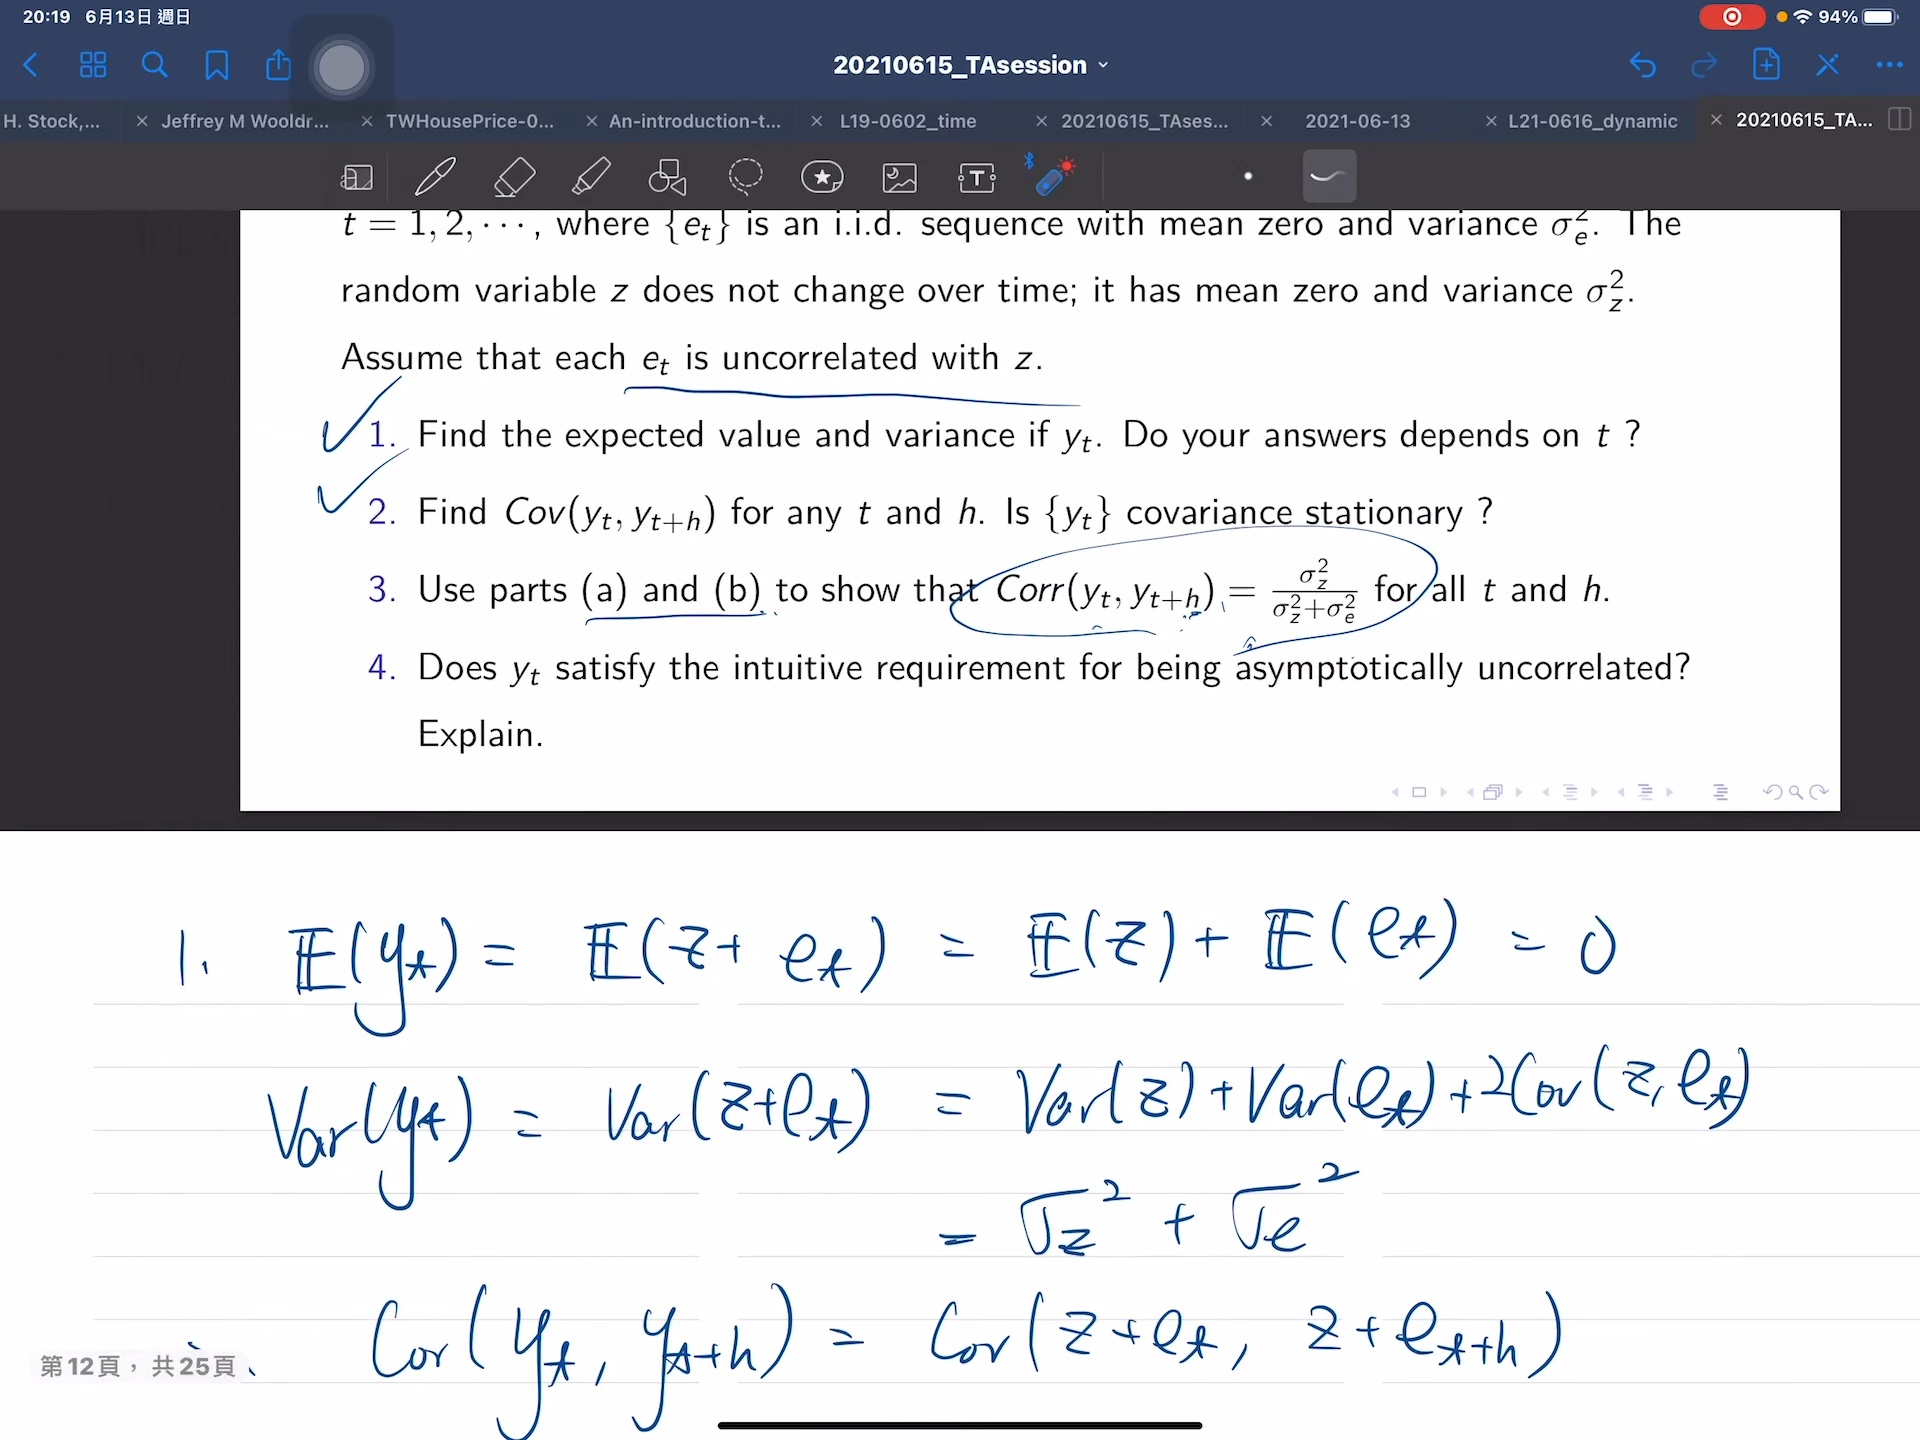 20:19 6月13日 週日 94%
20210615_TAsession
H. Stock,... Jeffrey M Wooldr... TWHousePrice-0... An-introduction-t... L19-0602_time 20210615_TAses... 2021-06-13 L21-0616_dynamic 20210615_TA...
t = 1, 2, ⋯, where {e_t} is an i.i.d. sequence with mean zero and variance σ_e^2. The
random variable z does not change over time; it has mean zero and variance σ_z^2.
Assume that each e_t is uncorrelated with z.
1. Find the expected value and variance if y_t. Do your answers depends on t ?
2. Find Cov(y_t, y_{t+h}) for any t and h. Is {y_t} covariance stationary ?
3. Use parts (a) and (b) to show that Corr(y_t, y_{t+h}) = σ_z^2/(σ_z^2+σ_e^2) for all t and h.
4. Does y_t satisfy the intuitive requirement for being asymptotically uncorrelated?
Explain.
1. E(y_t) = E(z + e_t) = E(z) + E(e_t) = 0
Var(y_t) = Var(z+e_t) = Var(z) + Var(e_t) + 2Cov(z, e_t)
= σ_z^2 + σ_e^2
Cov(y_t, y_{t+h}) = Cov(z+e_t, z+e_{t+h})
第12頁，共25頁